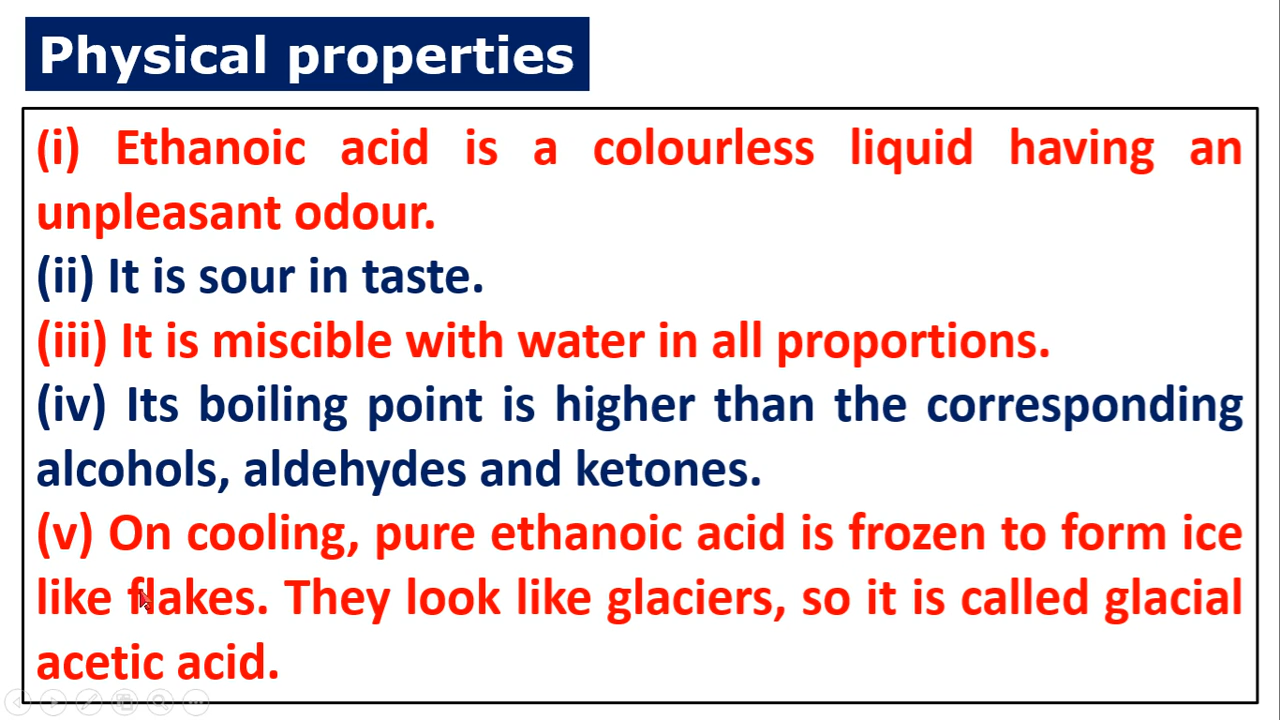 Physical properties
(i) Ethanoic acid is a colourless liquid having an
unpleasant odour.
(ii) It is sour in taste.
(iii) It is miscible with water in all proportions.
(iv) Its boiling point is higher than the corresponding
alcohols, aldehydes and ketones.
(v) On cooling, pure ethanoic acid is frozen to form ice
like flakes. They look like glaciers, so it is called glacial
acetic acid.